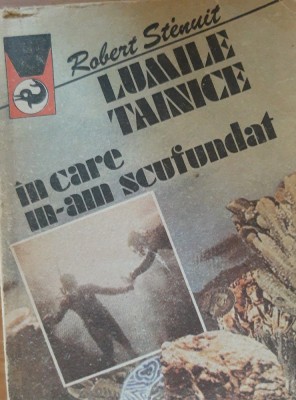 Robert Sténuit
LUMILE
TAINICE
în care
m-am scufundat